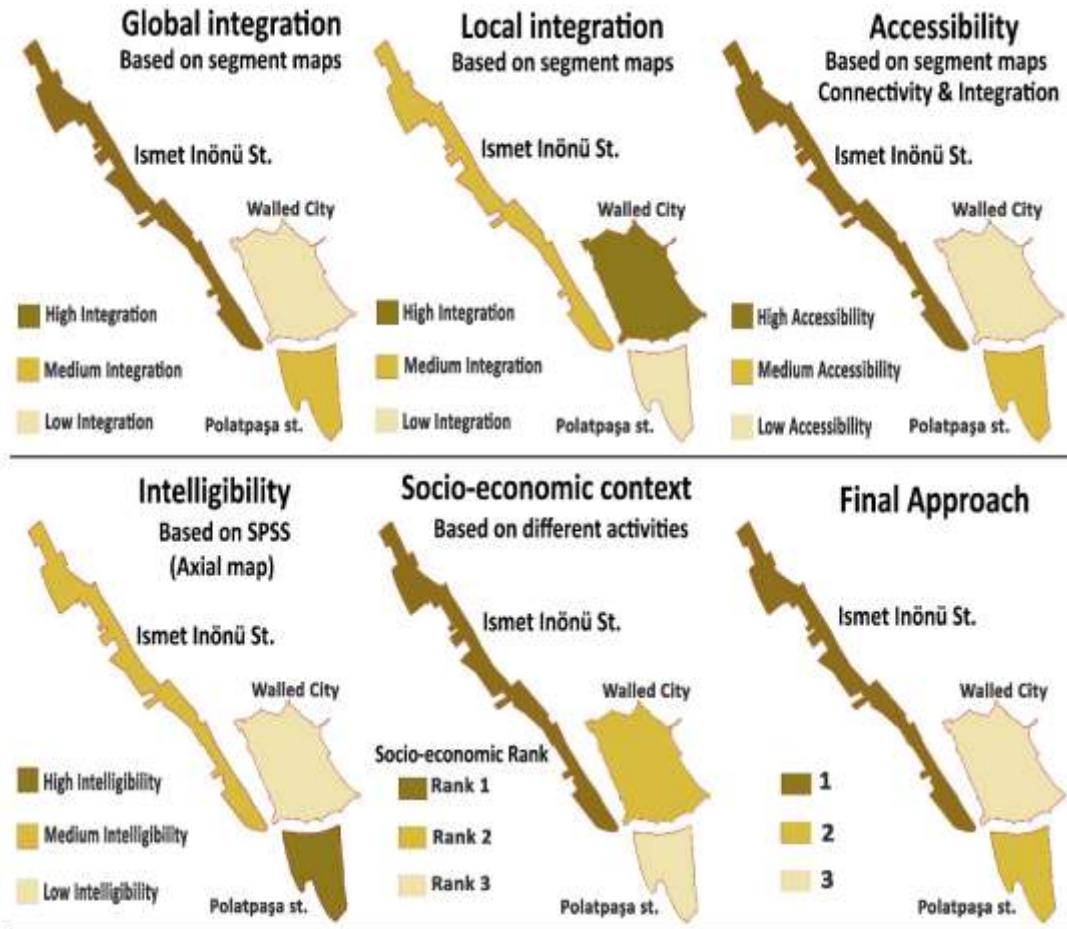 Global integration
Based on segment maps
Ismet Inönü St.
Walled City
High Integration
Medium Integration
Low Integration
Polatpaşa st.
Local integration
Based on segment maps
Ismet Inönü St.
Walled City
High Integration
Medium Integration
Low Integration
Polatpaşa st.
Accessibility
Based on segment maps
Connectivity & Integration
Ismet Inönü St.
Walled City
High Accessibility
Medium Accessibility
Low Accessibility
Polatpaşa st.
Intelligibility
Based on SPSS
(Axial map)
Ismet Inönü St.
Walled City
High Intelligibility
Medium Intelligibility
Low Intelligibility
Polatpaşa st.
Socio-economic context
Based on different activities
Ismet Inönü St.
Walled City
Socio-economic Rank
Rank 1
Rank 2
Rank 3
Polatpaşa st.
Final Approach
Ismet Inönü St.
Walled City
1
2
3
Polatpaşa st.